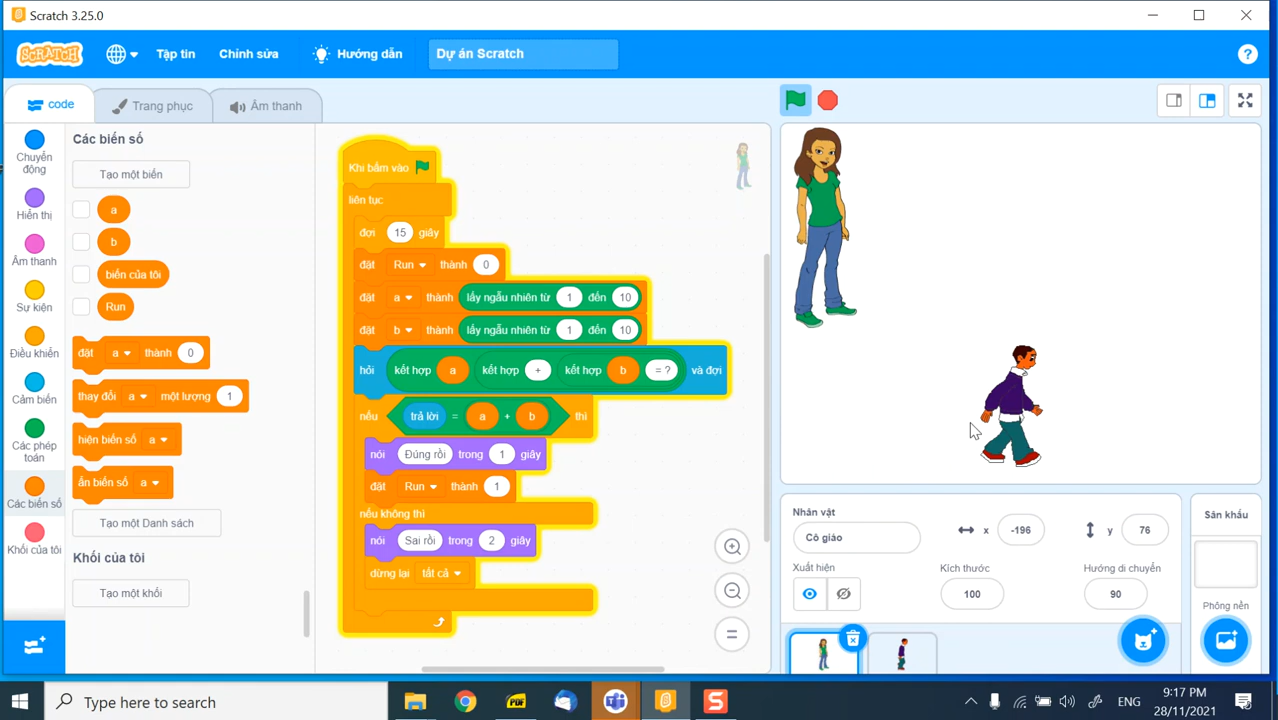 Scratch 3.25.0
SCRATCH
Tập tin
Chỉnh sửa
Hướng dẫn
Dự án Scratch
?
code
Trang phục
Âm thanh
Chuyển động
Hiển thị
Âm thanh
Sự kiện
Điều khiển
Cảm biến
Các phép toán
Các biến số
Khối của tôi
Các biến số
Tạo một biến
a
b
biến của tôi
Run
đặt a thành 0
thay đổi a một lượng 1
hiện biến số a
ẩn biến số a
Tạo một Danh sách
Khối của tôi
Tạo một khối
Khi bấm vào
liên tục
đợi 15 giây
đặt Run thành 0
đặt a thành lấy ngẫu nhiên từ 1 đến 10
đặt b thành lấy ngẫu nhiên từ 1 đến 10
hỏi kết hợp a kết hợp + kết hợp b = ? và đợi
nếu trả lời = a + b thì
nói Đúng rồi trong 1 giây
đặt Run thành 1
nếu không thì
nói Sai rồi trong 2 giây
dừng lại tất cả
Nhân vật
Cô giáo
x -196
y 76
Xuất hiện
Kích thước
100
Hướng di chuyển
90
Sân khấu
Phông nền
Type here to search
PDF
S
ENG
9:17 PM
28/11/2021